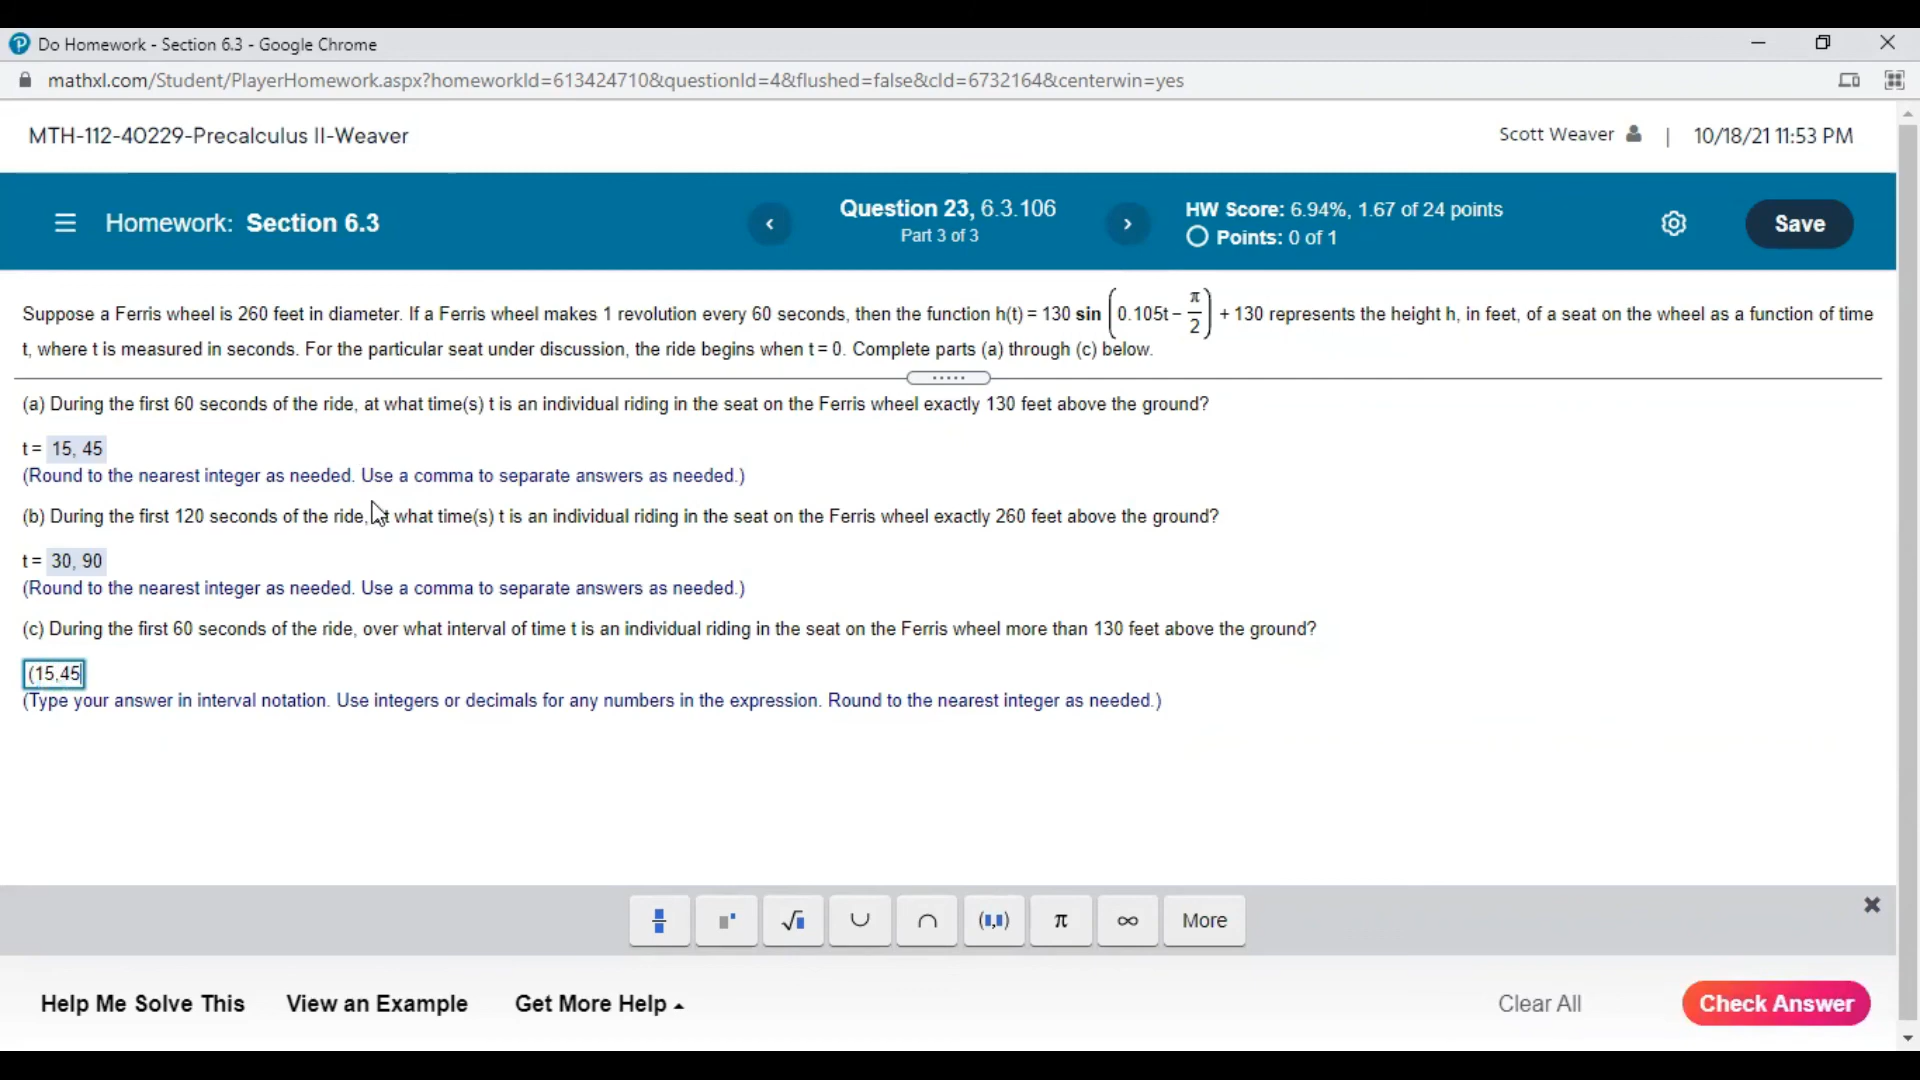 Do Homework - Section 6.3 - Google Chrome
mathxl.com/Student/PlayerHomework.aspx?homeworkId=613424710&questionId=4&flushed=false&cId=6732164&centerwin=yes
MTH-112-40229-Precalculus II-Weaver
Scott Weaver | 10/18/21 11:53 PM
Homework: Section 6.3
Question 23, 6.3.106
Part 3 of 3
HW Score: 6.94%, 1.67 of 24 points
Points: 0 of 1
Save
Suppose a Ferris wheel is 260 feet in diameter. If a Ferris wheel makes 1 revolution every 60 seconds, then the function h(t) = 130 sin (0.105t − π/2) + 130 represents the height h, in feet, of a seat on the wheel as a function of time
t, where t is measured in seconds. For the particular seat under discussion, the ride begins when t = 0. Complete parts (a) through (c) below.
(a) During the first 60 seconds of the ride, at what time(s) t is an individual riding in the seat on the Ferris wheel exactly 130 feet above the ground?
t = 15, 45
(Round to the nearest integer as needed. Use a comma to separate answers as needed.)
(b) During the first 120 seconds of the ride, at what time(s) t is an individual riding in the seat on the Ferris wheel exactly 260 feet above the ground?
t = 30, 90
(Round to the nearest integer as needed. Use a comma to separate answers as needed.)
(c) During the first 60 seconds of the ride, over what interval of time t is an individual riding in the seat on the Ferris wheel more than 130 feet above the ground?
(15,45
(Type your answer in interval notation. Use integers or decimals for any numbers in the expression. Round to the nearest integer as needed.)
√ ∪ ∩ (,) π ∞ More
Help Me Solve This View an Example Get More Help
Clear All
Check Answer